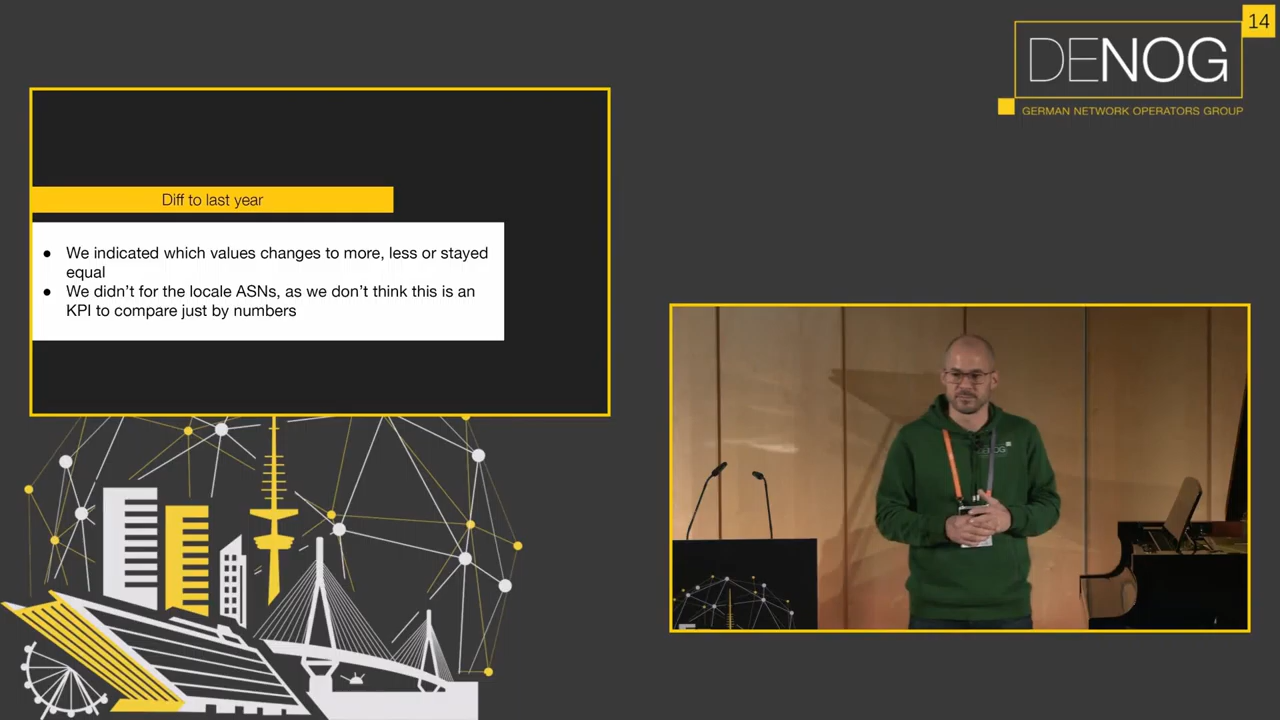 14
DENOG
GERMAN NETWORK OPERATORS GROUP
Diff to last year
● We indicated which values changes to more, less or stayed
equal
● We didn't for the locale ASNs, as we don't think this is an
KPI to compare just by numbers
DENOG